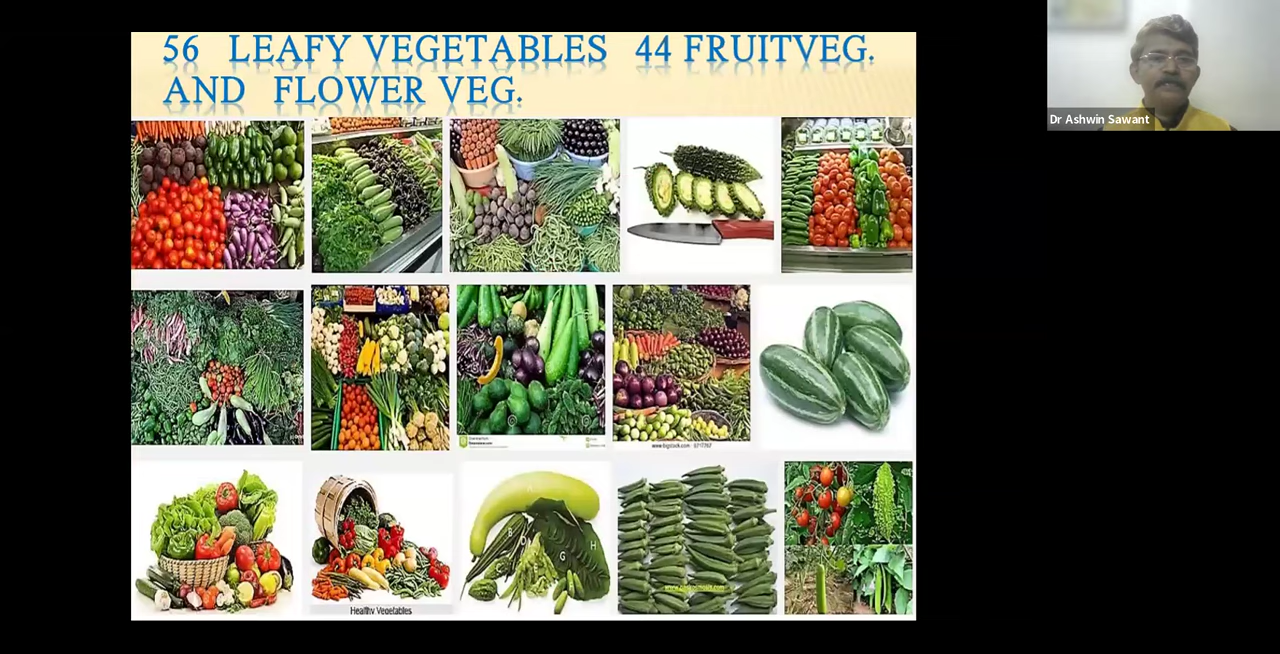 56 LEAFY VEGETABLES 44 FRUITVEG.
AND FLOWER VEG.
Dr Ashwin Sawant
Healthy Vegetables
B
D
C
G
H